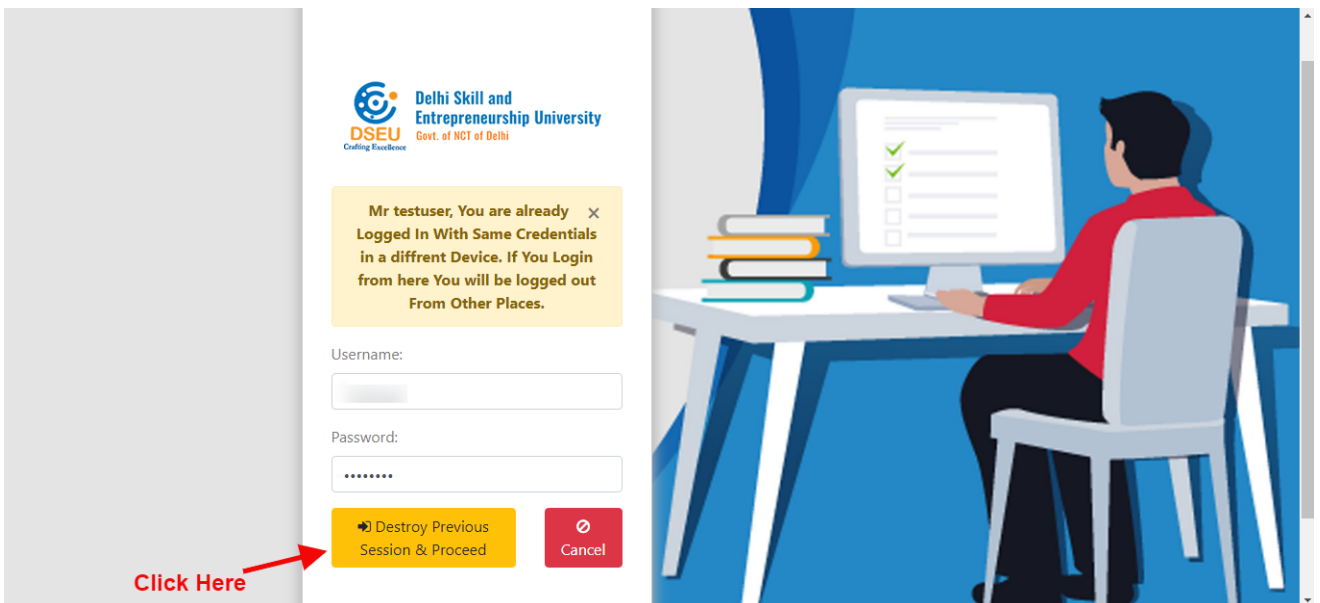 Delhi Skill and
Entrepreneurship University
Govt. of NCT of Delhi
DSEU
Crafting Excellence
Mr testuser, You are already
Logged In With Same Credentials
in a diffrent Device. If You Login
from here You will be logged out
From Other Places.
Username:
Password:
Destroy Previous
Session & Proceed
Cancel
Click Here